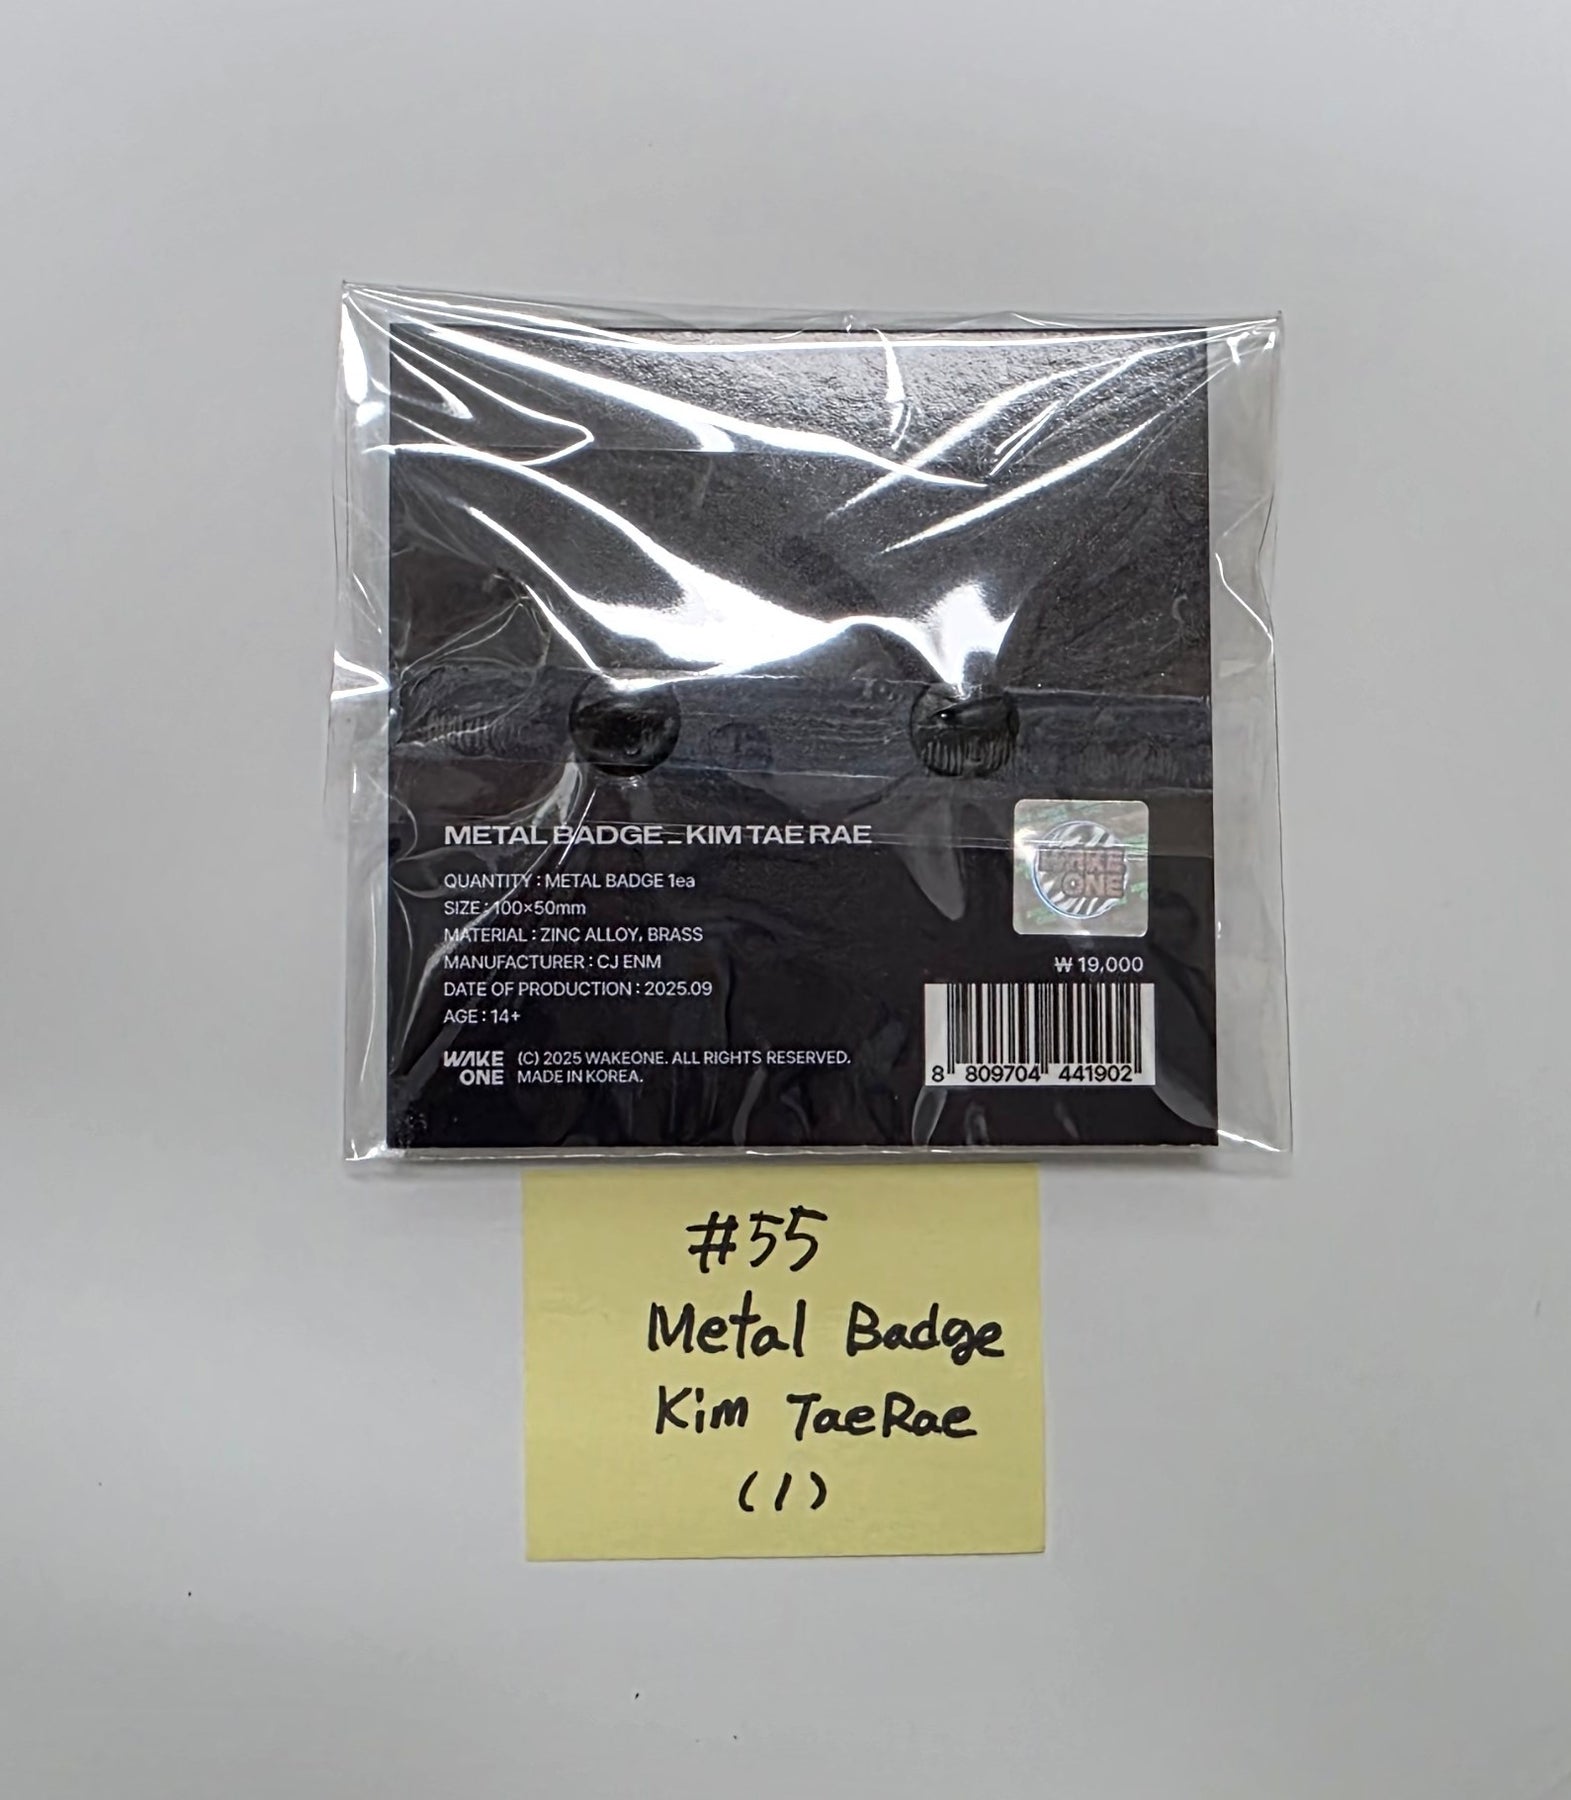 METAL BADGE_KIM TAE RAE
QUANTITY : METAL BADGE 1ea
SIZE : 100×50mm
MATERIAL : ZINC ALLOY, BRASS
MANUFACTURER : CJ ENM
DATE OF PRODUCTION : 2025.09
AGE : 14+
WAKE
ONE
(C) 2025 WAKEONE. ALL RIGHTS RESERVED.
MADE IN KOREA.
WAKE
ONE
₩ 19,000
8 809704 441902
#55
Metal Badge
Kim TaeRae
(1)